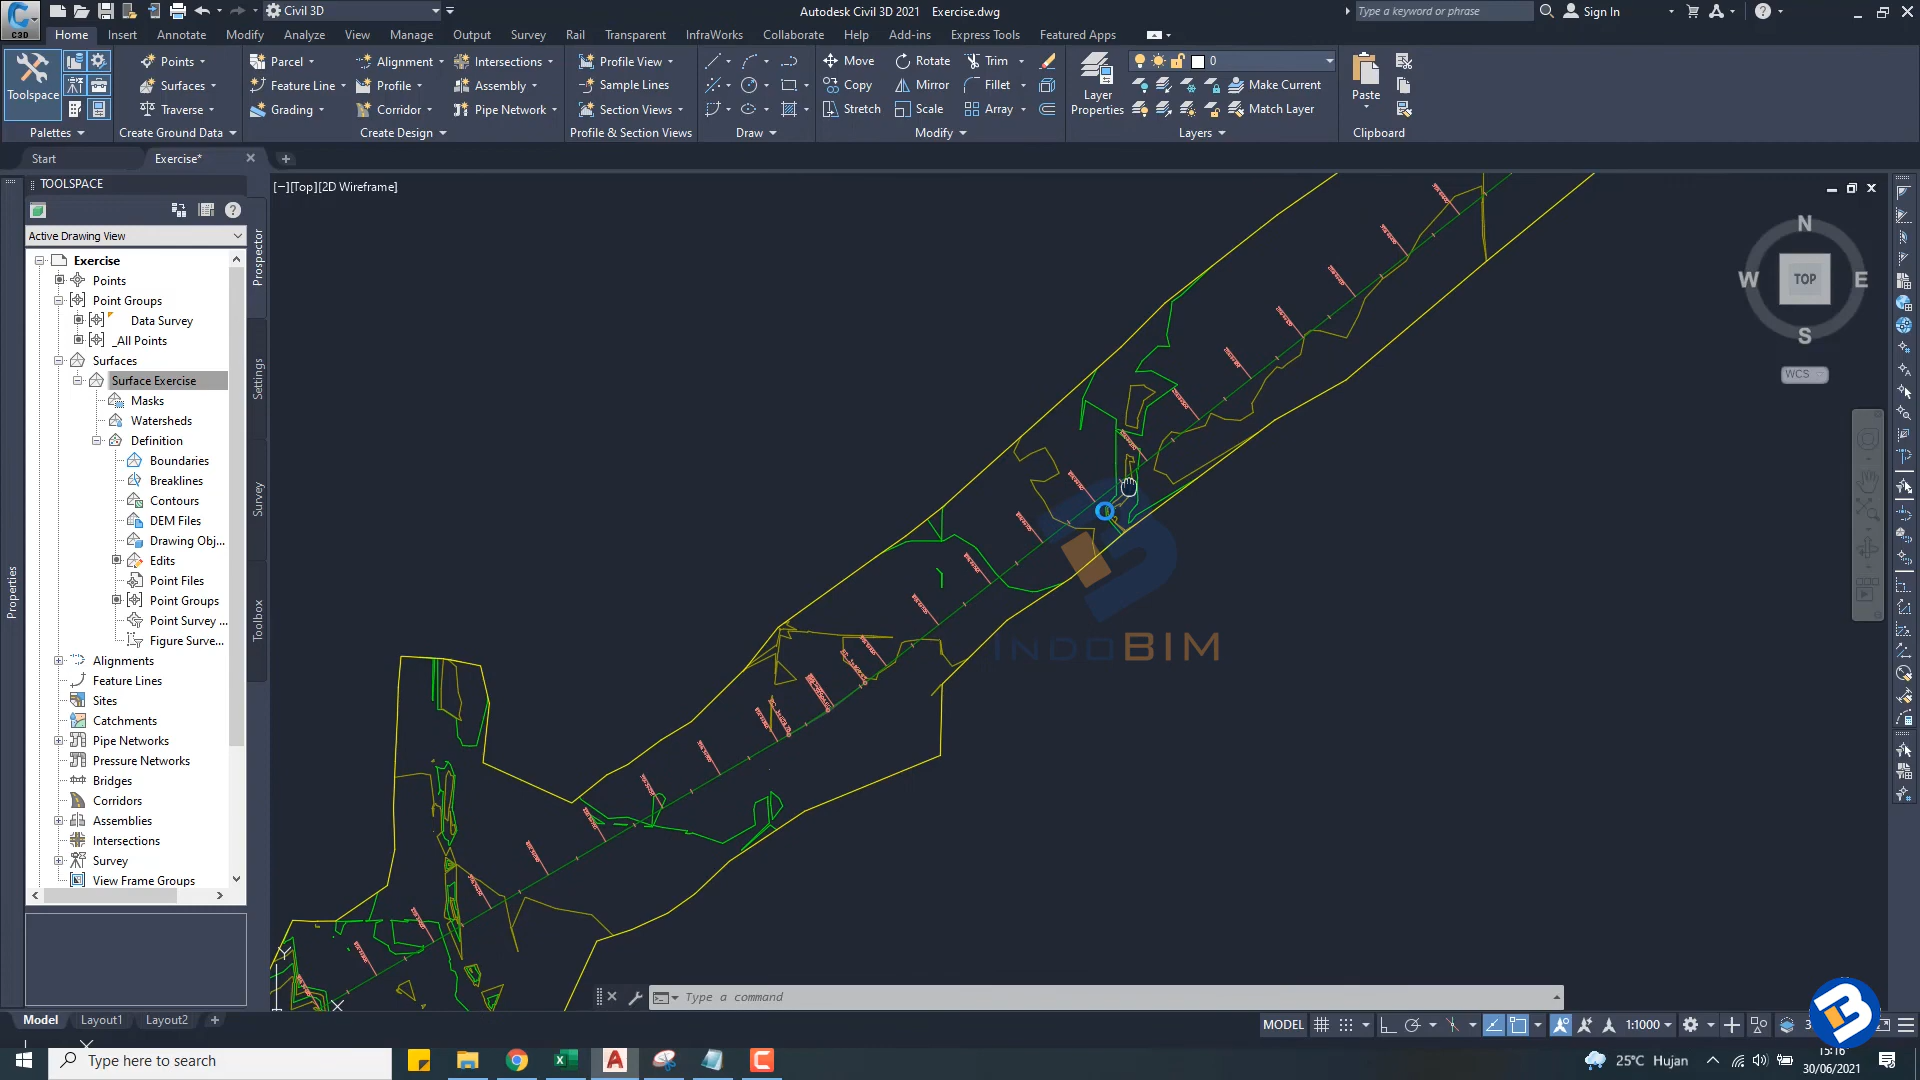 Civil 3D
Autodesk Civil 3D 2021 Exercise.dwg
Type a keyword or phrase
Sign In
C3D
Home Insert Annotate Modify Analyze View Manage Output Survey Rail Transparent InfraWorks Collaborate Help Add-ins Express Tools Featured Apps
Points Parcel Alignment Intersections Profile View Move Rotate Trim 0
Toolspace Surfaces Feature Line Profile Assembly Sample Lines Copy Mirror Fillet Layer Properties Make Current Paste
Traverse Grading Corridor Pipe Network Section Views Stretch Scale Array Match Layer
Palettes Create Ground Data Create Design Profile & Section Views Draw Modify Layers Clipboard
Start Exercise*
TOOLSPACE
[−][Top][2D Wireframe]
Active Drawing View
Exercise
Points
Point Groups
Data Survey
_All Points
Surfaces
Surface Exercise
Masks
Watersheds
Definition
Boundaries
Breaklines
Contours
DEM Files
Drawing Obj...
Edits
Point Files
Point Groups
Point Survey ...
Figure Surve...
Alignments
Feature Lines
Sites
Catchments
Pipe Networks
Pressure Networks
Bridges
Corridors
Assemblies
Intersections
Survey
View Frame Groups
Prospector
Settings
Survey
Toolbox
Properties
N
W TOP E
S
WCS
INDOBIM
Y
X
Type a command
Model Layout1 Layout2
MODEL 1:1000
Type here to search
25°C Hujan
15:16
30/06/2021